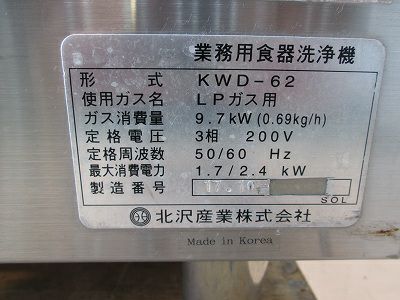 業務用食器洗浄機
形　式 KWD-62
使用ガス名 LPガス用
ガス消費量 9.7kW(0.69kg/h)
定格電圧 3相 200V
定格周波数 50/60 Hz
最大消費電力 1.7/2.4 kW
製造番号
SOL
北沢産業株式会社
Made in Korea